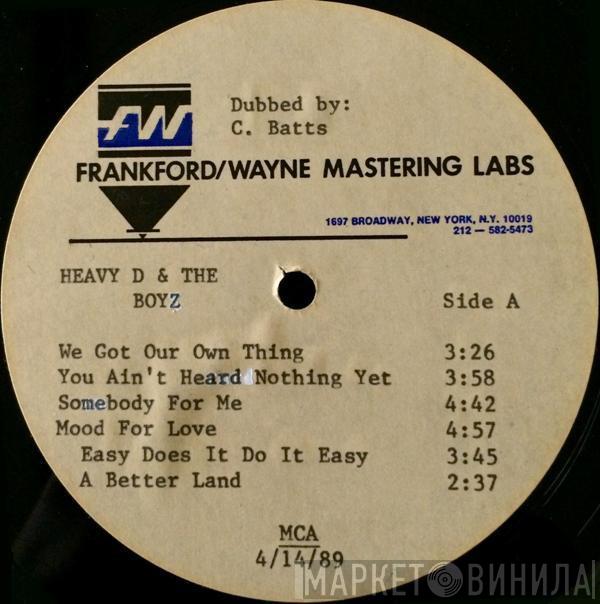 FW
Dubbed by:
C. Batts
FRANKFORD/WAYNE MASTERING LABS
1697 BROADWAY, NEW YORK, N.Y. 10019
212 — 582-5473
HEAVY D & THE
BOYZ
Side A
We Got Our Own Thing 3:26
You Ain't Heard Nothing Yet 3:58
Somebody For Me 4:42
Mood For Love 4:57
Easy Does It Do It Easy 3:45
A Better Land 2:37
MCA
4/14/89
МАРКЕТ ВИНИЛА